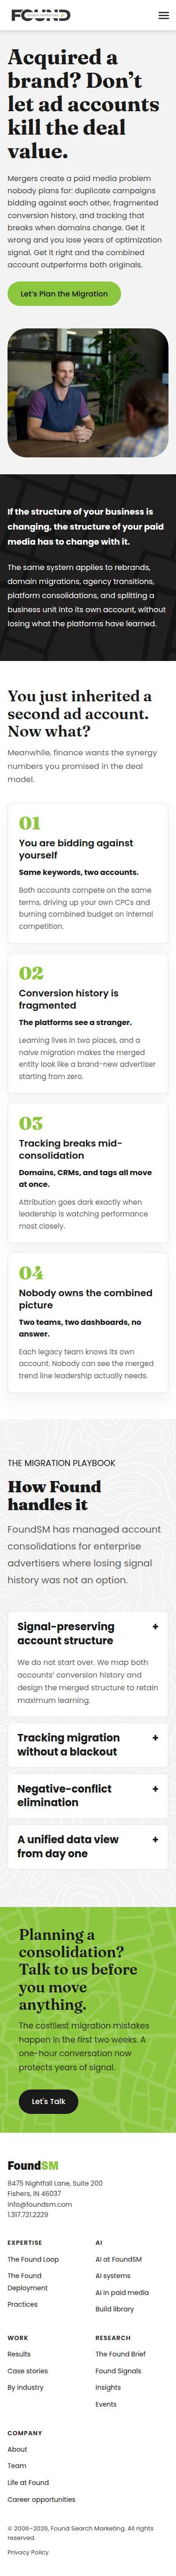 FOUND
Acquired a
brand? Don’t
let ad accounts
kill the deal
value.
Mergers create a paid media problem
nobody plans for: duplicate campaigns
bidding against each other, fragmented
conversion history, and tracking that
breaks when domains change. Get it
wrong and you lose years of optimization
signal. Get it right and the combined
account outperforms both originals.
Let’s Plan the Migration
If the structure of your business is
changing, the structure of your paid
media has to change with it.
The same system applies to rebrands,
domain migrations, agency transitions,
platform consolidations, and splitting a
business unit into its own account, without
losing what the platforms have learned.
You just inherited a
second ad account.
Now what?
Meanwhile, finance wants the synergy
numbers you promised in the deal
model.
01
You are bidding against
yourself
Same keywords, two accounts.
Both accounts compete on the same
terms, driving up your own CPCs and
burning combined budget on internal
competition.
02
Conversion history is
fragmented
The platforms see a stranger.
Learning lives in two places, and a
naive migration makes the merged
entity look like a brand-new advertiser
starting from zero.
03
Tracking breaks mid-
consolidation
Domains, CRMs, and tags all move
at once.
Attribution goes dark exactly when
leadership is watching performance
most closely.
04
Nobody owns the combined
picture
Two teams, two dashboards, no
answer.
Each legacy team knows its own
account. Nobody can see the merged
trend line leadership actually needs.
THE MIGRATION PLAYBOOK
How Found
handles it
FoundSM has managed account
consolidations for enterprise
advertisers where losing signal
history was not an option.
Signal-preserving +
account structure
We do not start over. We map both
accounts’ conversion history and
design the merged structure to retain
maximum learning.
Tracking migration +
without a blackout
Negative-conflict +
elimination
A unified data view +
from day one
Planning a
consolidation?
Talk to us before
you move
anything.
The costliest migration mistakes
happen in the first two weeks. A
one-hour conversation now
protects years of signal.
Let's Talk
FoundSM
8475 Nightfall Lane, Suite 200
Fishers, IN 46037
info@foundsm.com
1.317.721.2229
EXPERTISE
The Found Loop
The Found
Deployment
Practices
AI
AI at FoundSM
AI systems
AI in paid media
Build library
WORK
Results
Case stories
By industry
RESEARCH
The Found Brief
Found Signals
Insights
Events
COMPANY
About
Team
Life at Found
Career opportunities
© 2006–2026, Found Search Marketing. All rights
reserved.
Privacy Policy